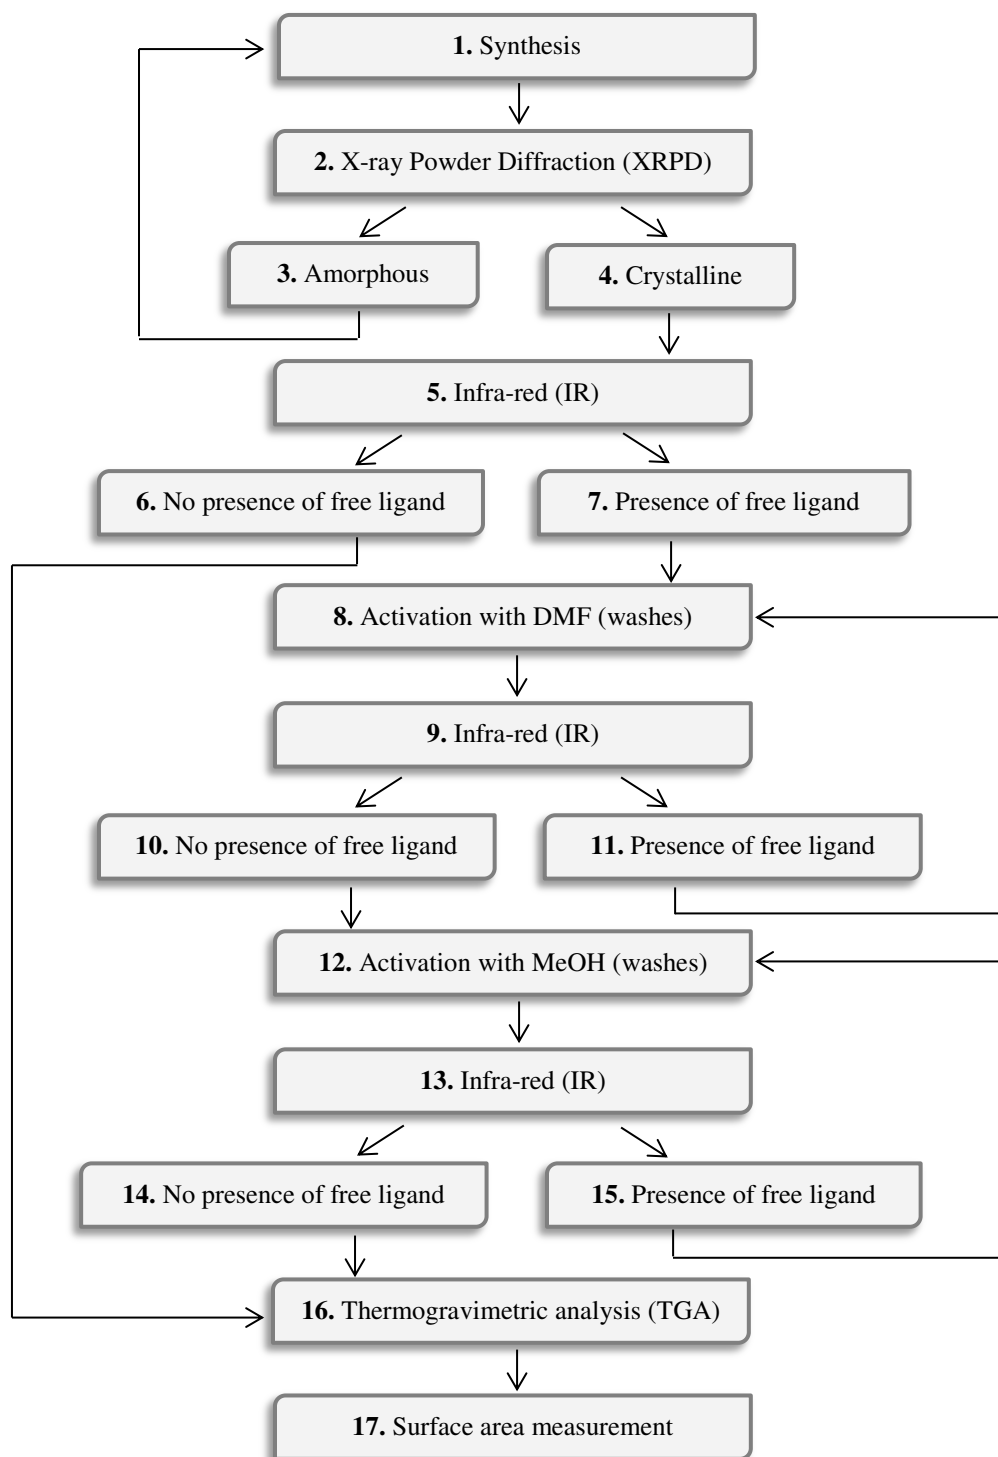 1. Synthesis
2. X-ray Powder Diffraction (XRPD)
3. Amorphous
4. Crystalline
5. Infra-red (IR)
6. No presence of free ligand
7. Presence of free ligand
8. Activation with DMF (washes)
9. Infra-red (IR)
10. No presence of free ligand
11. Presence of free ligand
12. Activation with MeOH (washes)
13. Infra-red (IR)
14. No presence of free ligand
15. Presence of free ligand
16. Thermogravimetric analysis (TGA)
17. Surface area measurement